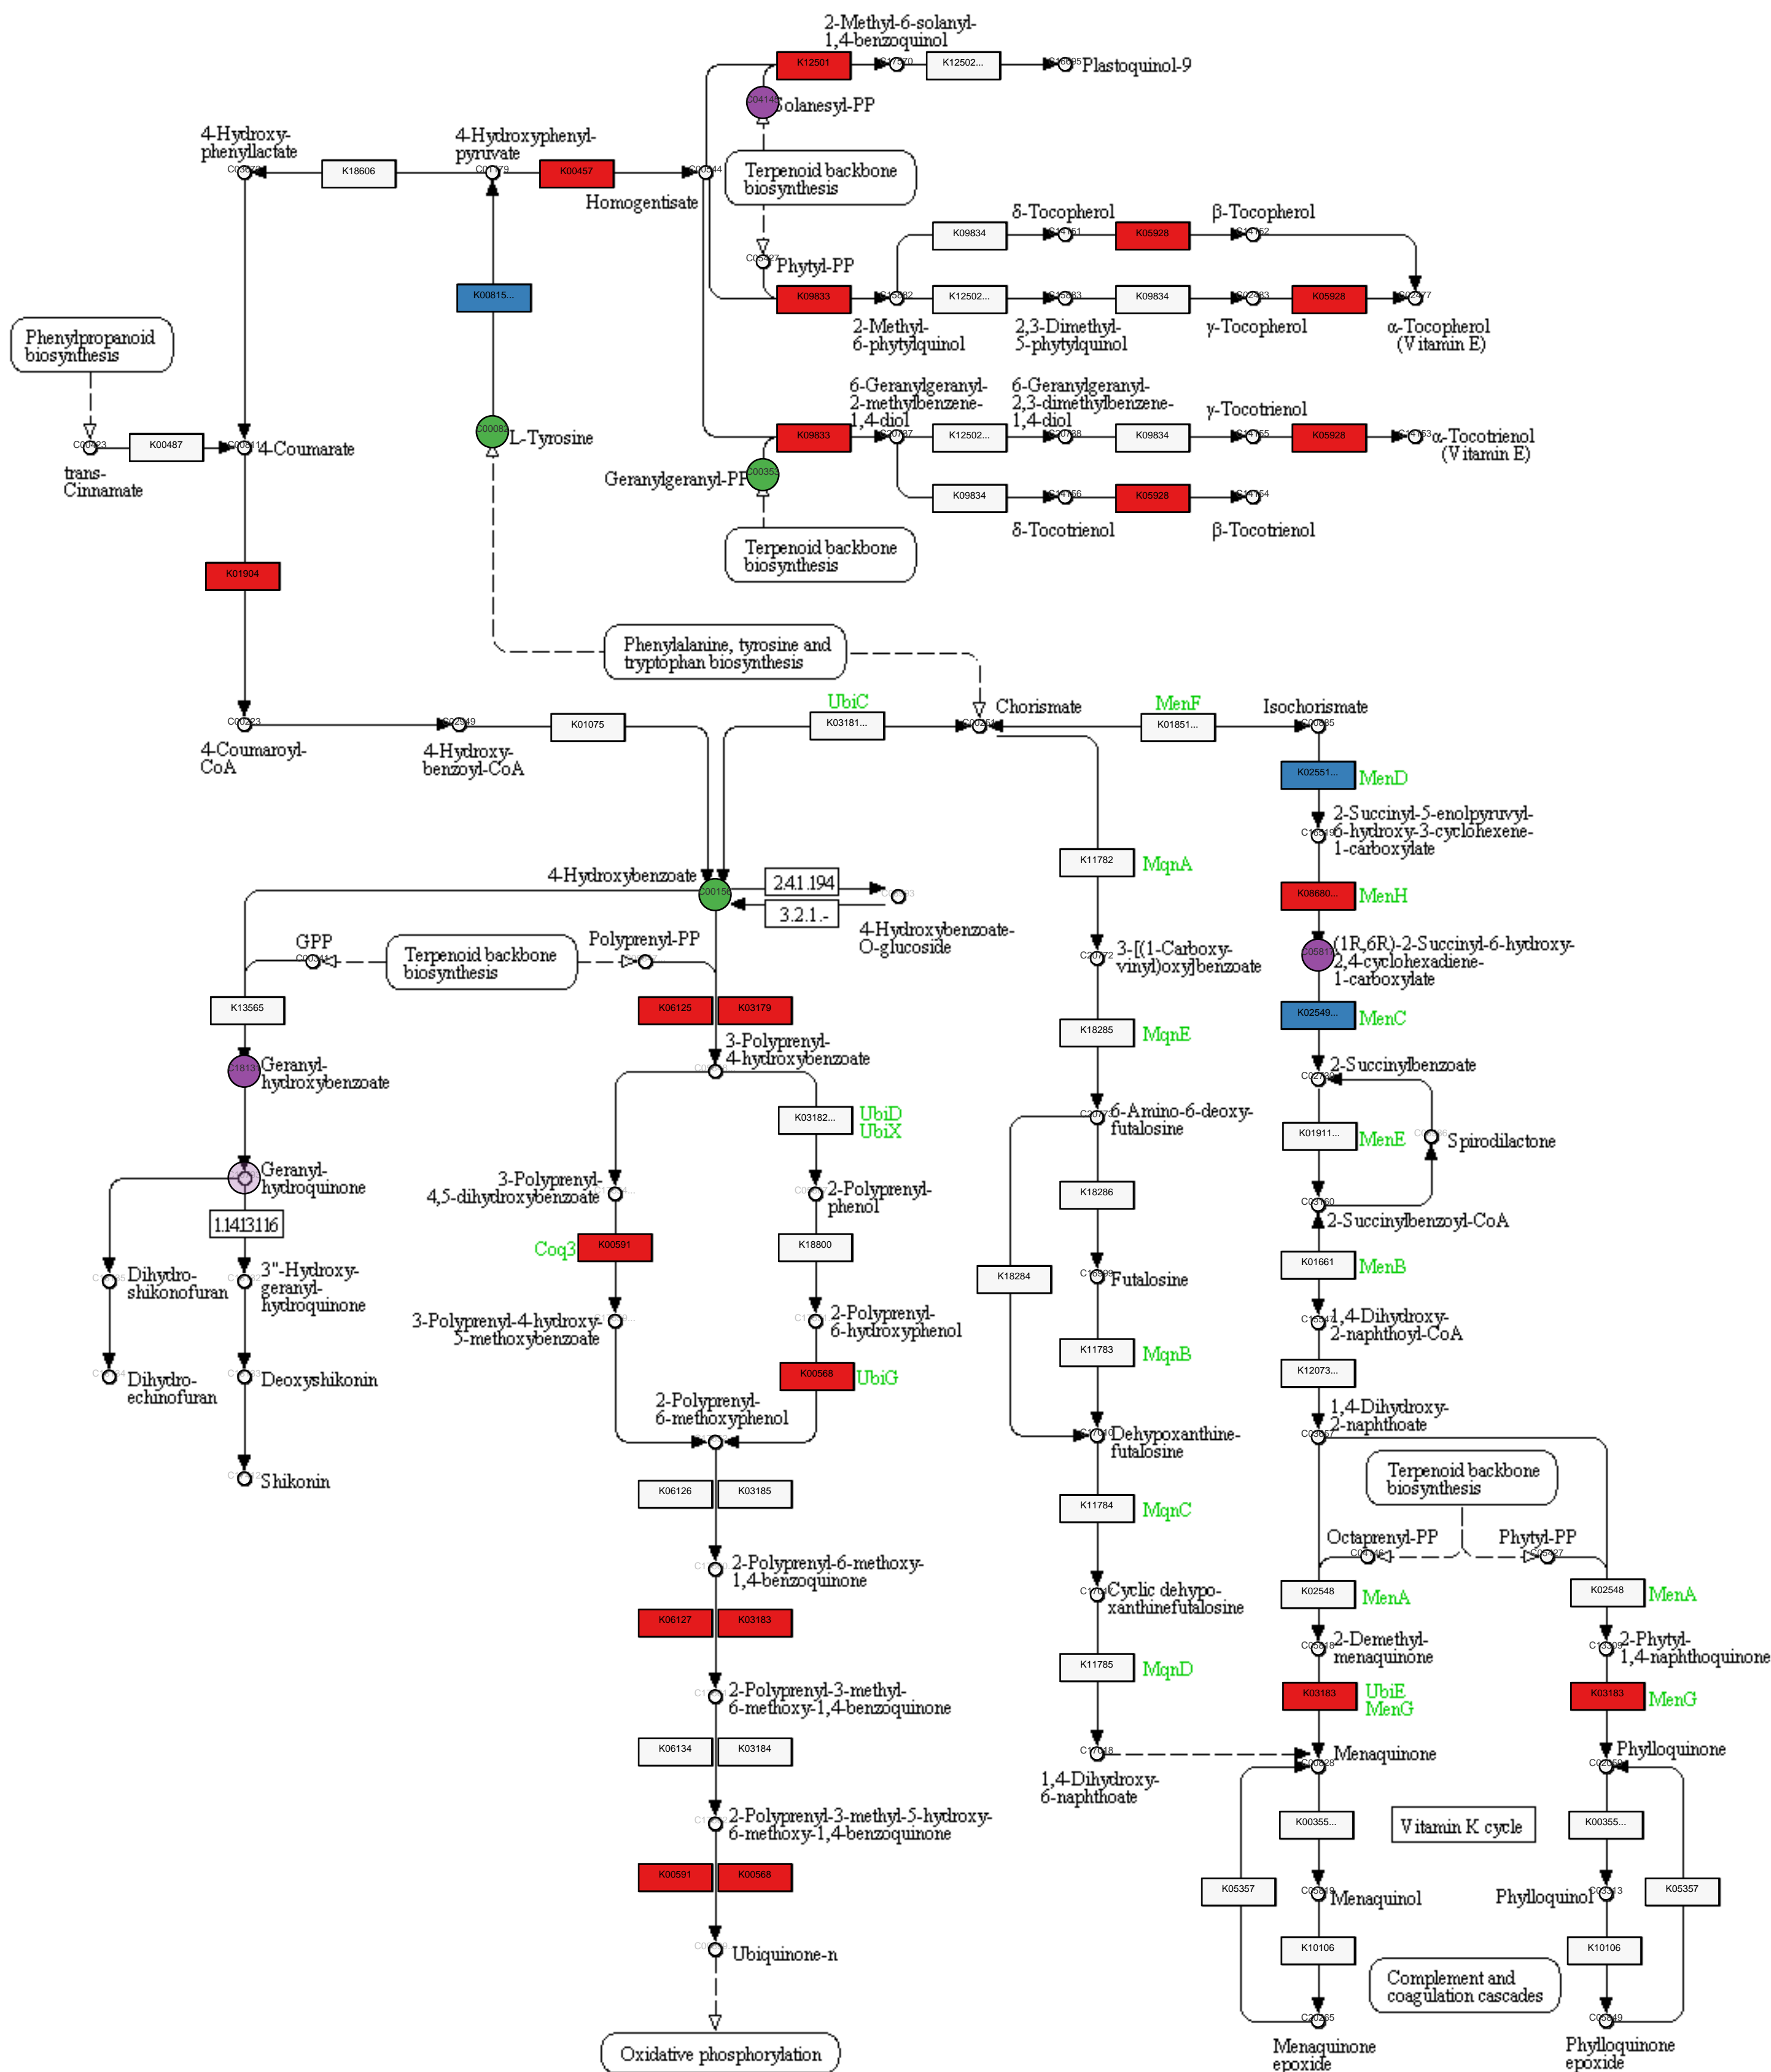 2-Methyl-6-solanyl-
1,4-benzoquinol
K12501
K12502...
Plastoquinol-9
Solanesyl-PP
4-Hydroxy-
phenyllactate
K18606
4-Hydroxyphenyl-
pyruvate
K00457
Homogentisate
Terpenoid backbone
biosynthesis
Phytyl-PP
K09834
δ-Tocopherol
K05928
β-Tocopherol
K00815...
K09833
2-Methyl-
6-phytylquinol
K12502...
2,3-Dimethyl-
5-phytylquinol
K09834
γ-Tocopherol
K05928
α-Tocopherol
(Vitamin E)
Phenylpropanoid
biosynthesis
6-Geranylgeranyl-
2-methylbenzene-
1,4-diol
6-Geranylgeranyl-
2,3-dimethylbenzene-
1,4-diol
γ-Tocotrienol
K09833
K12502...
K09834
K05928
α-Tocotrienol
(Vitamin E)
C00082
L-Tyrosine
K00487
4-Coumarate
trans-
Cinnamate
Geranylgeranyl-PP
C00353
K09834
δ-Tocotrienol
K05928
β-Tocotrienol
Terpenoid backbone
biosynthesis
K01904
Phenylalanine, tyrosine and
tryptophan biosynthesis
4-Coumaroyl-
CoA
4-Hydroxy-
benzoyl-CoA
K01075
UbiC
K03181...
Chorismate
MenF
K01851...
Isochorismate
K02551...
MenD
2-Succinyl-5-enolpyruvyl-
6-hydroxy-3-cyclohexene-
1-carboxylate
K11782
MqnA
K08680...
MenH
4-Hydroxybenzoate
C00156
2.4.1.194
3.2.1.-
4-Hydroxybenzoate-
O-glucoside
GPP
Terpenoid backbone
biosynthesis
Polyprenyl-PP
3-[(1-Carboxy-
vinyl)oxy]benzoate
(1R,6R)-2-Succinyl-6-hydroxy-
2,4-cyclohexadiene-
1-carboxylate
K13565
K06125
K03179
K18285
MqnE
K02549...
MenC
Geranyl-
hydroxybenzoate
3-Polyprenyl-
4-hydroxybenzoate
2-Succinylbenzoate
K03182...
UbiD
UbiX
6-Amino-6-deoxy-
futalosine
K01911...
MenE
Spirodilactone
Geranyl-
hydroquinone
3-Polyprenyl-
4,5-dihydroxybenzoate
2-Polyprenyl-
phenol
K18286
2-Succinylbenzoyl-CoA
1.14.13.116
Coq3
K00591
K18800
K01661
MenB
Dihydro-
shikonofuran
3"-Hydroxy-
geranyl-
hydroquinone
K18284
Futalosine
3-Polyprenyl-4-hydroxy-
5-methoxybenzoate
2-Polyprenyl-
6-hydroxyphenol
1,4-Dihydroxy-
2-naphthoyl-CoA
K00568
UbiG
K11783
MqnB
K12073...
Dihydro-
echinofuran
Deoxyshikonin
2-Polyprenyl-
6-methoxyphenol
1,4-Dihydroxy-
2-naphthoate
Dehypoxanthine-
futalosine
Shikonin
K06126
K03185
K11784
MqnC
Terpenoid backbone
biosynthesis
Octaprenyl-PP
Phytyl-PP
2-Polyprenyl-6-methoxy-
1,4-benzoquinone
Cyclic dehypo-
xanthinefutalosine
K02548
MenA
K02548
MenA
K06127
K03183
2-Demethyl-
menaquinone
2-Phytyl-
1,4-naphthoquinone
K11785
MqnD
K03183
UbiE
MenG
K03183
MenG
2-Polyprenyl-3-methyl-
6-methoxy-1,4-benzoquinone
K06134
K03184
C17018
1,4-Dihydroxy-
6-naphthoate
Menaquinone
Phylloquinone
2-Polyprenyl-3-methyl-5-hydroxy-
6-methoxy-1,4-benzoquinone
K00355...
Vitamin K cycle
K00355...
K00591
K00568
K05357
Menaquinol
Phylloquinol
K05357
Ubiquinone-n
K10106
K10106
Complement and
coagulation cascades
Oxidative phosphorylation
Menaquinone
epoxide
Phylloquinone
epoxide